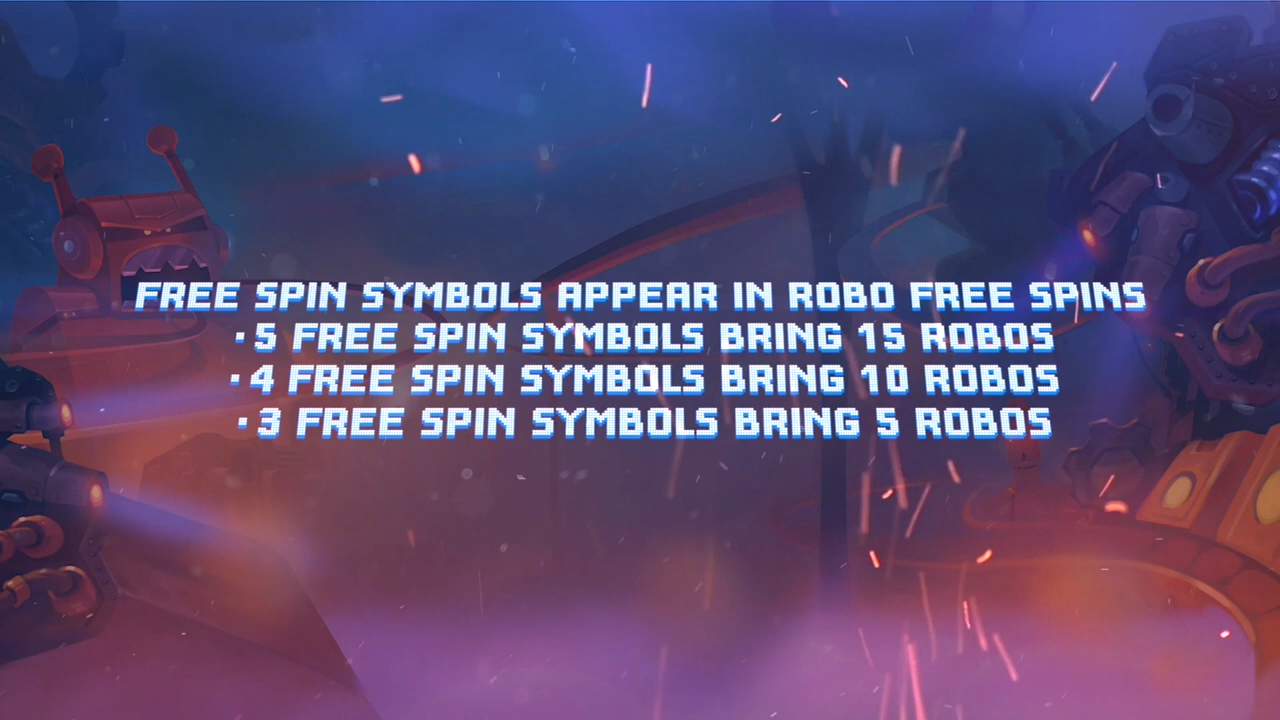 FREE SPIN SYMBOLS APPEAR IN ROBO FREE SPINS
· 5 FREE SPIN SYMBOLS BRING 15 ROBOS
· 4 FREE SPIN SYMBOLS BRING 10 ROBOS
· 3 FREE SPIN SYMBOLS BRING 5 ROBOS